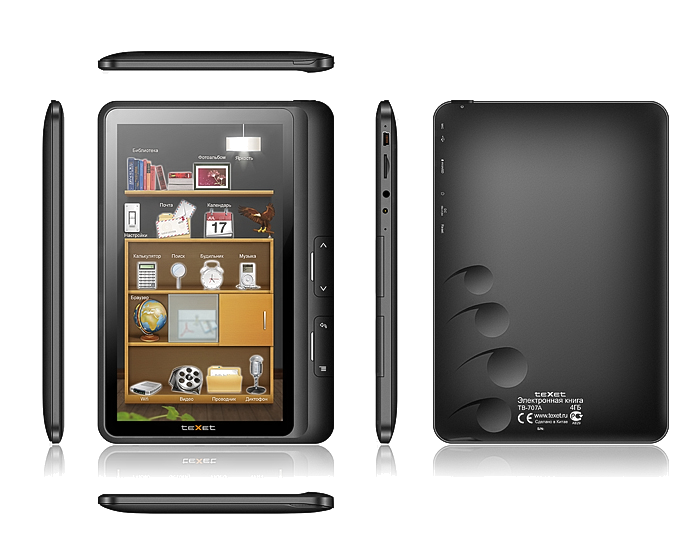 Библиотека
Фотоальбом
Яркость
Почта
Календарь
17
Настройки
Калькулятор
Поиск
Будильник
Музыка
Браузер
Wifi
Видео
Проводник
Диктофон
teXet
teXet
Электронная книга
TB-707A 4ГБ
CE www.texet.ru
Сделано в Китае
S/N: